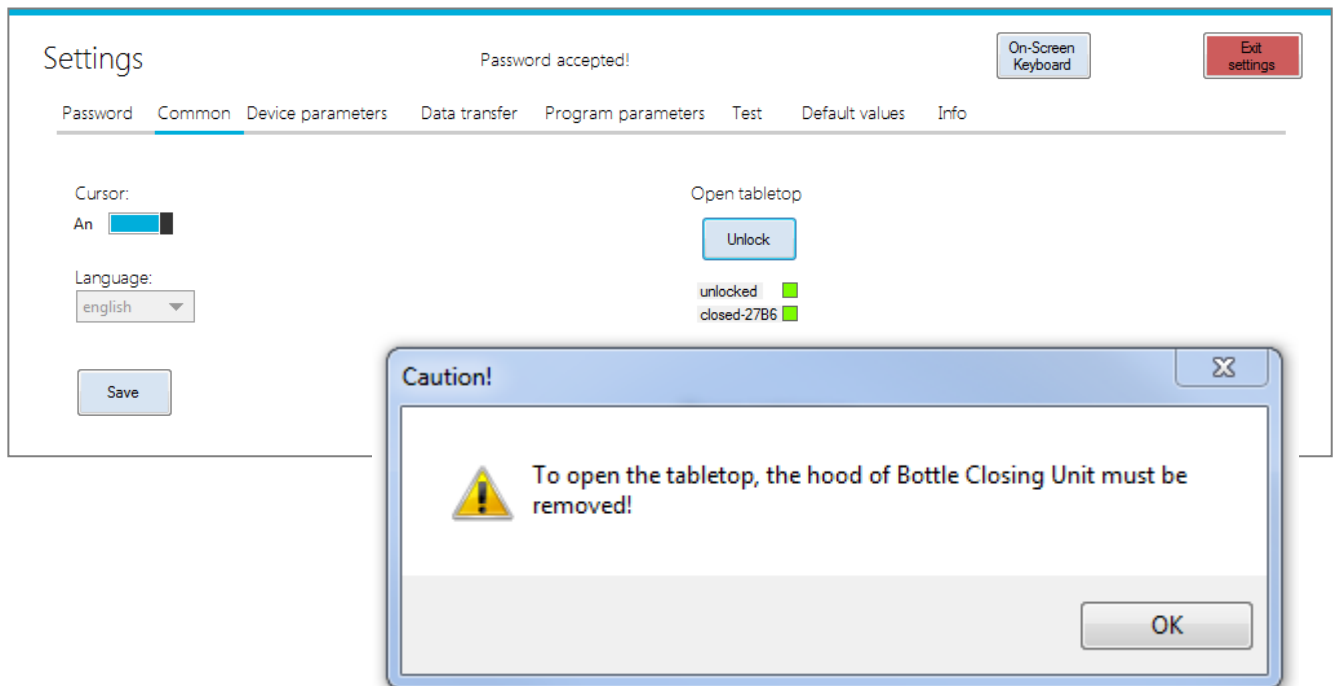 Settings
Password accepted!
On-Screen
Keyboard
Exit
settings
Password Common Device parameters Data transfer Program parameters Test Default values Info
Cursor:
An
Language:
english
Save
Open tabletop
Unlock
unlocked
closed-27B6
Caution!
To open the tabletop, the hood of Bottle Closing Unit must be
removed!
OK